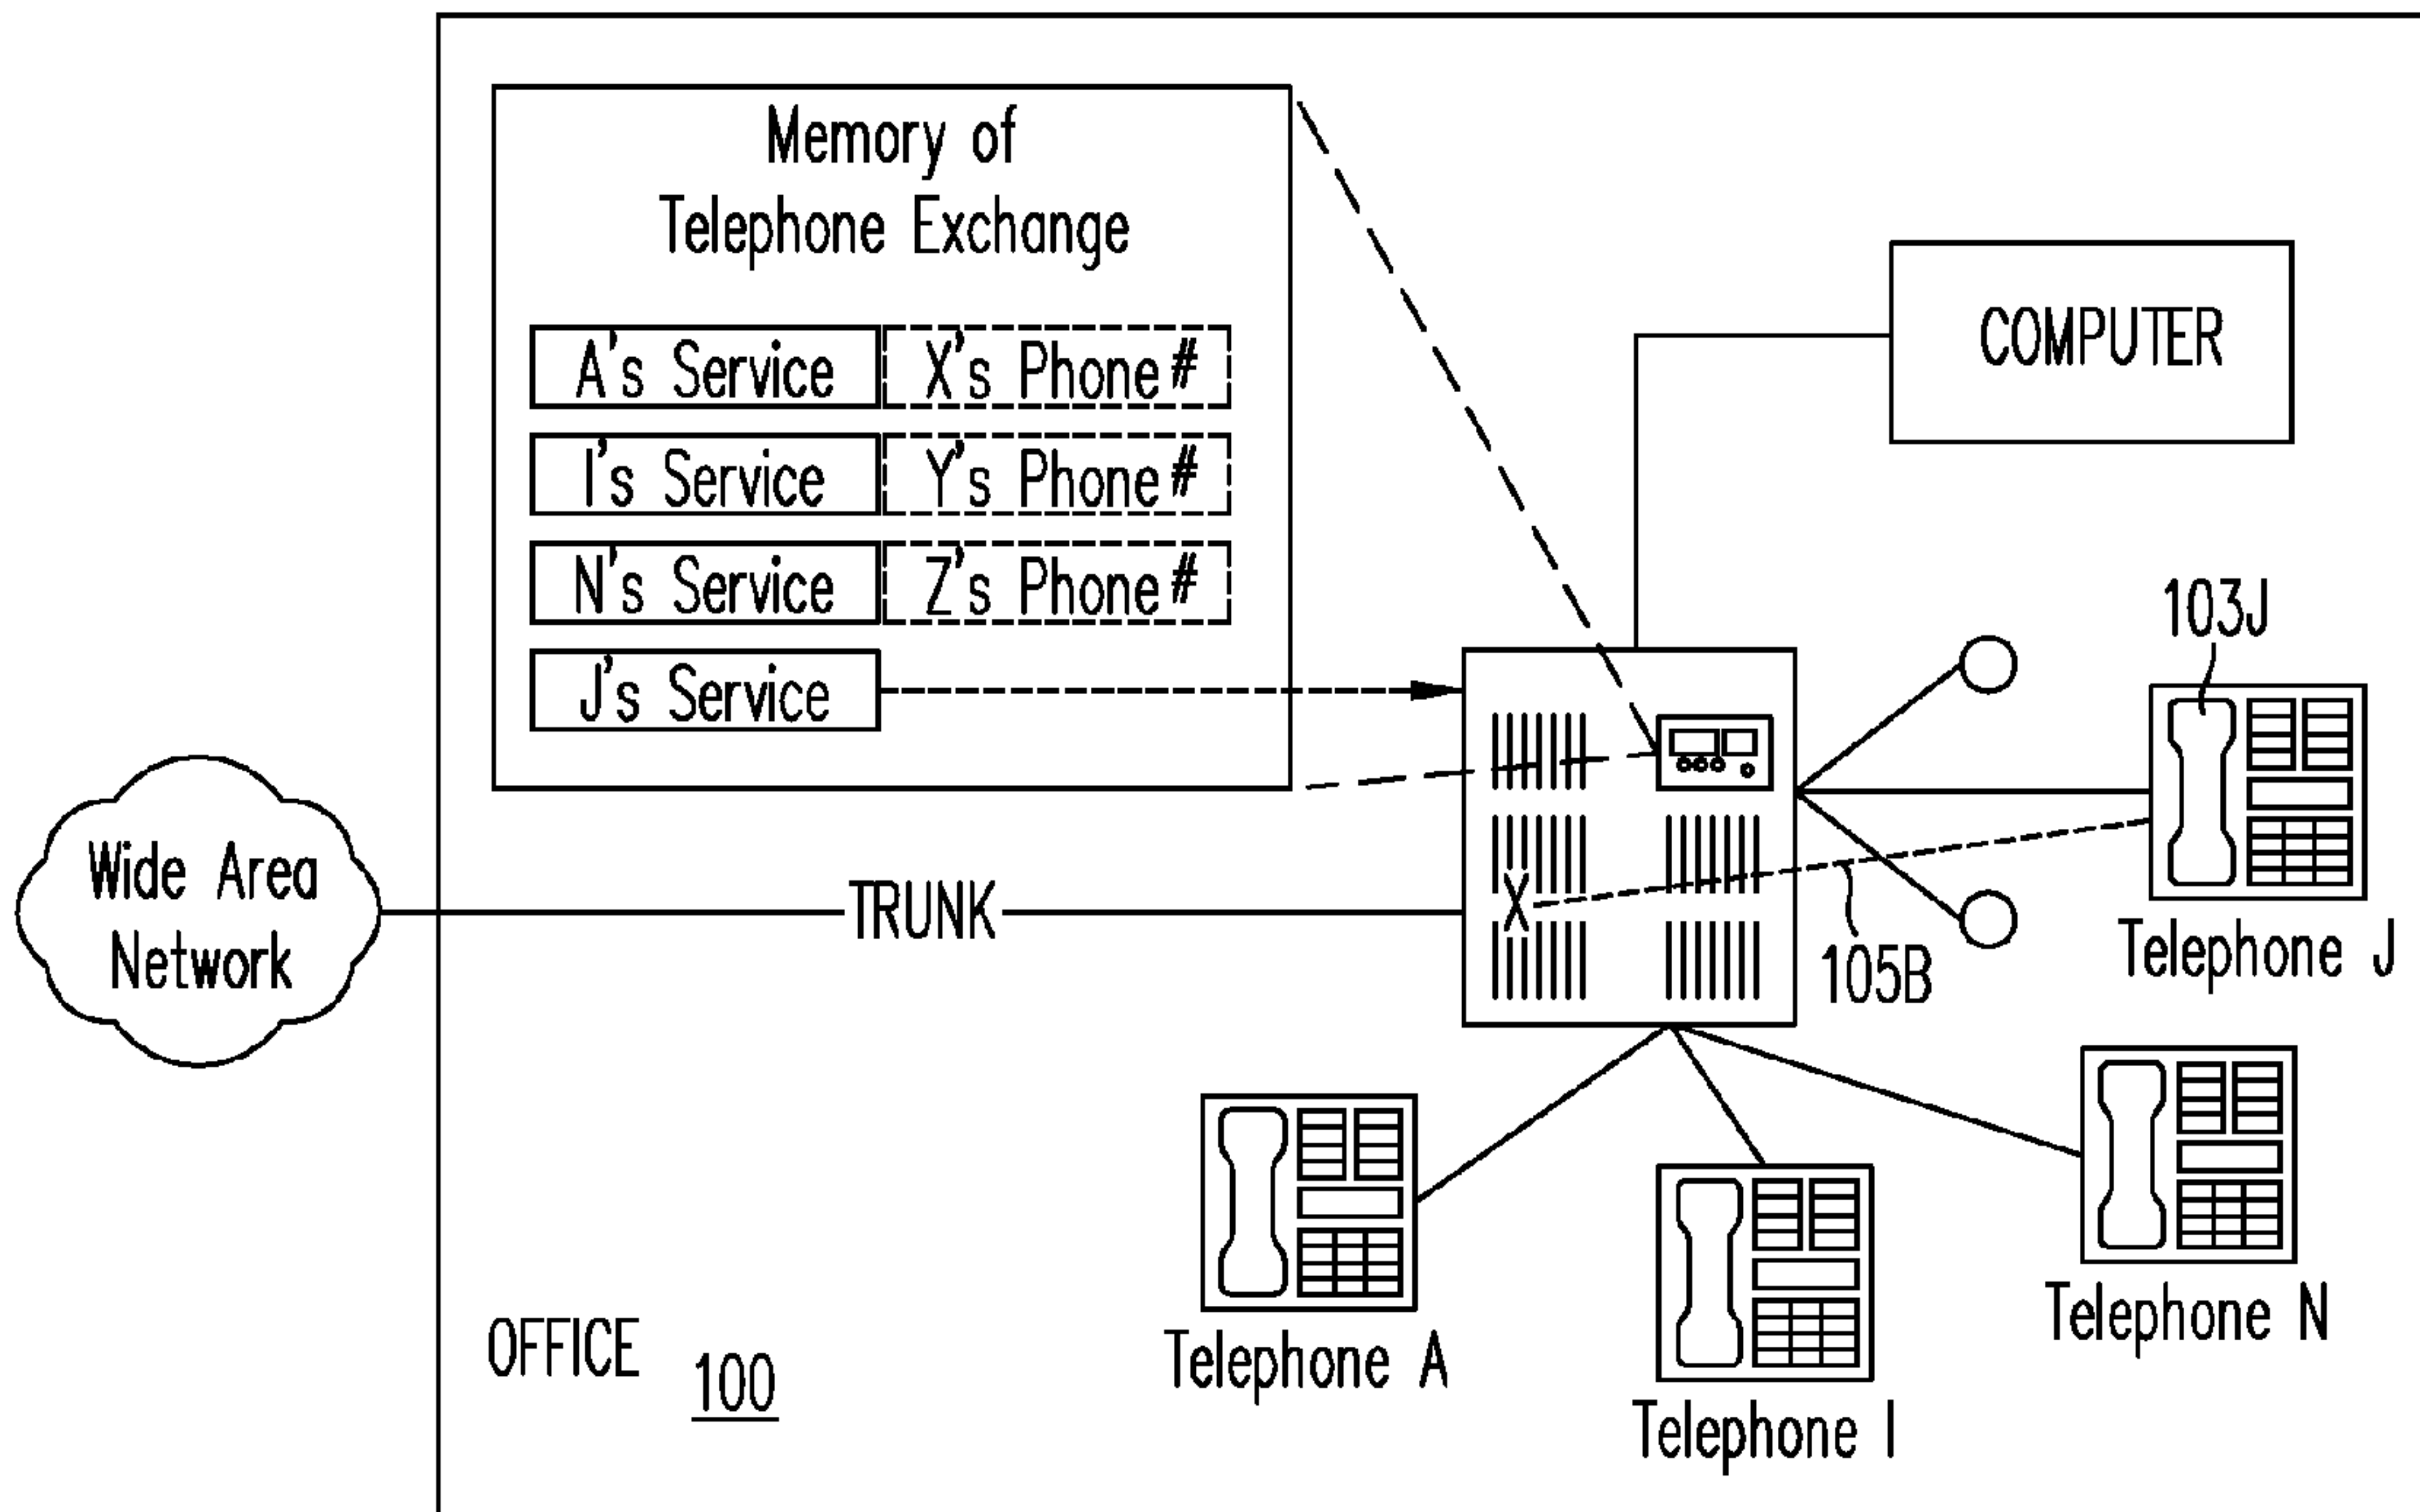 Memory of
Telephone Exchange
A's Service X's Phone#
I's Service Y's Phone#
N's Service Z's Phone#
J's Service
COMPUTER
103J
Wide Area
Network
TRUNK
X
105B
Telephone J
Telephone N
Telephone A
Telephone I
OFFICE 100